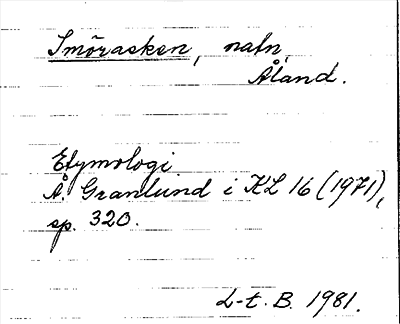 Smörasken, natn,
Åland.
Etymologi
Å. Granlund i KL 16 (1971),
sp. 320.
L-t. B. 1981.